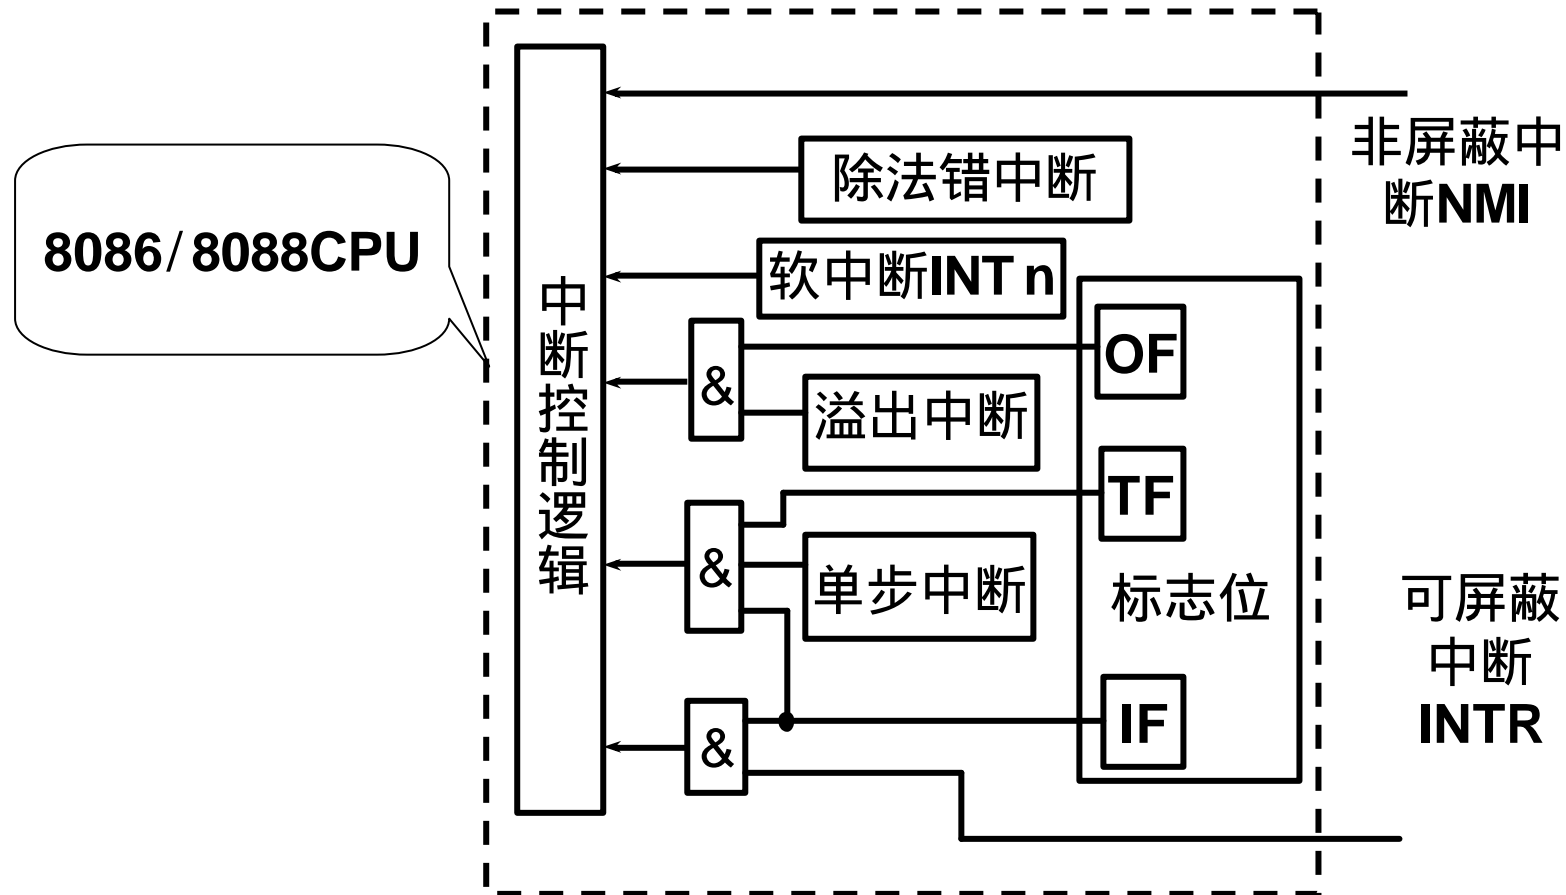 非屏蔽中
断NMI
除法错中断
8086/8088CPU
软中断INT n
中断控制逻辑
&
OF
溢出中断
TF
&
单步中断
标志位
可屏蔽
中断
INTR
&
IF